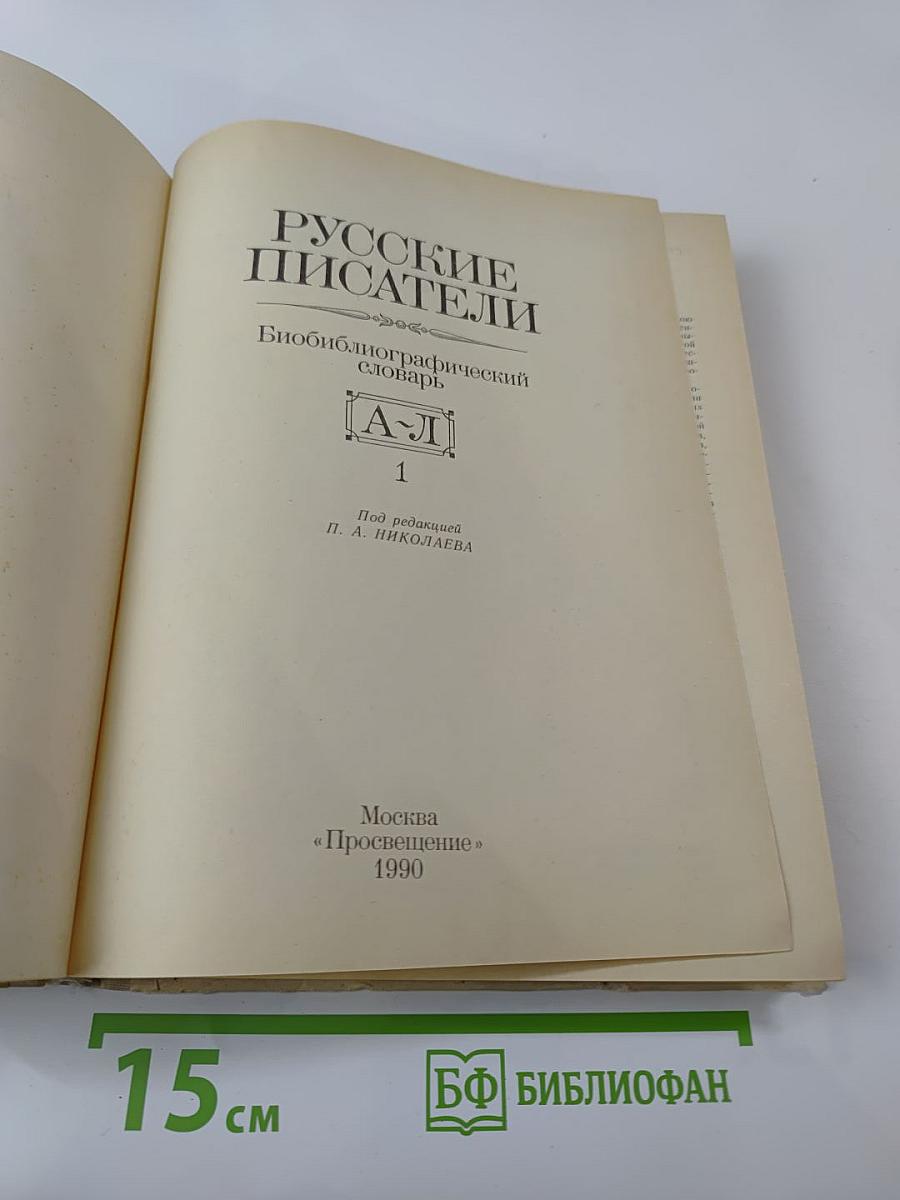 РУССКИЕ
ПИСАТЕЛИ
Биобиблиографический
словарь
А~Л
1
Под редакцией
П. А. НИКОЛАЕВА
Москва
«Просвещение»
1990
15 см
БФ БИБЛИОФАН